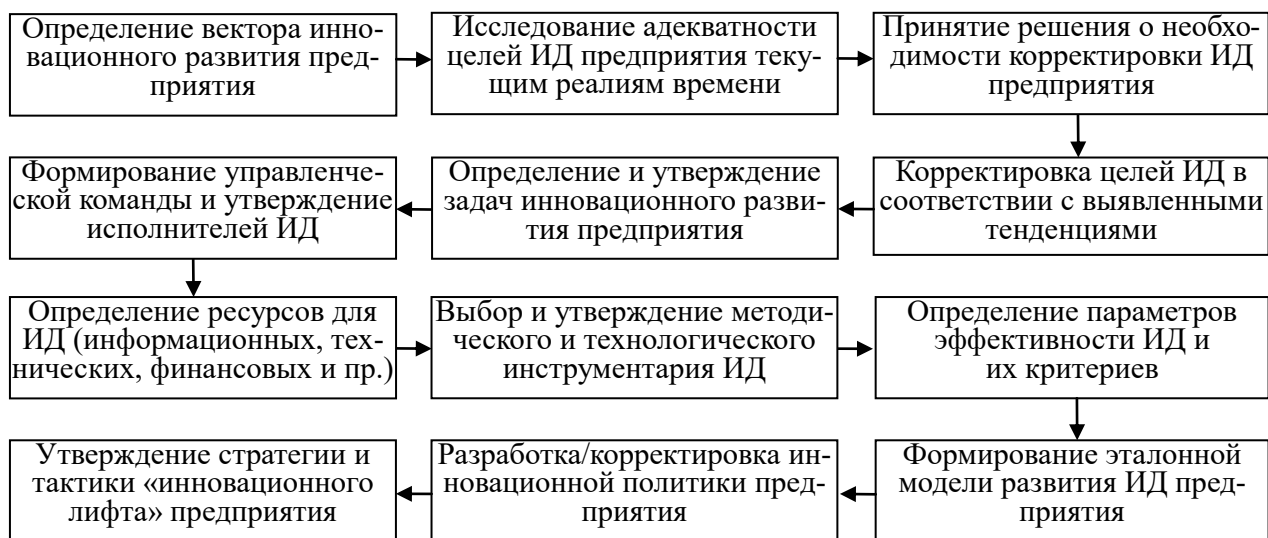 Определение вектора инно-
вационного развития пред-
приятия
Исследование адекватности
целей ИД предприятия теку-
щим реалиям времени
Принятие решения о необхо-
димости корректировки ИД
предприятия
Корректировка целей ИД в
соответствии с выявленными
тенденциями
Определение и утверждение
задач инновационного разви-
тия предприятия
Формирование управленче-
ской команды и утверждение
исполнителей ИД
Определение ресурсов для
ИД (информационных, тех-
нических, финансовых и пр.)
Выбор и утверждение методи-
ческого и технологического
инструментария ИД
Определение параметров
эффективности ИД и
их критериев
Формирование эталонной
модели развития ИД пред-
приятия
Разработка/корректировка ин-
новационной политики пред-
приятия
Утверждение стратегии и
тактики «инновационного
лифта» предприятия